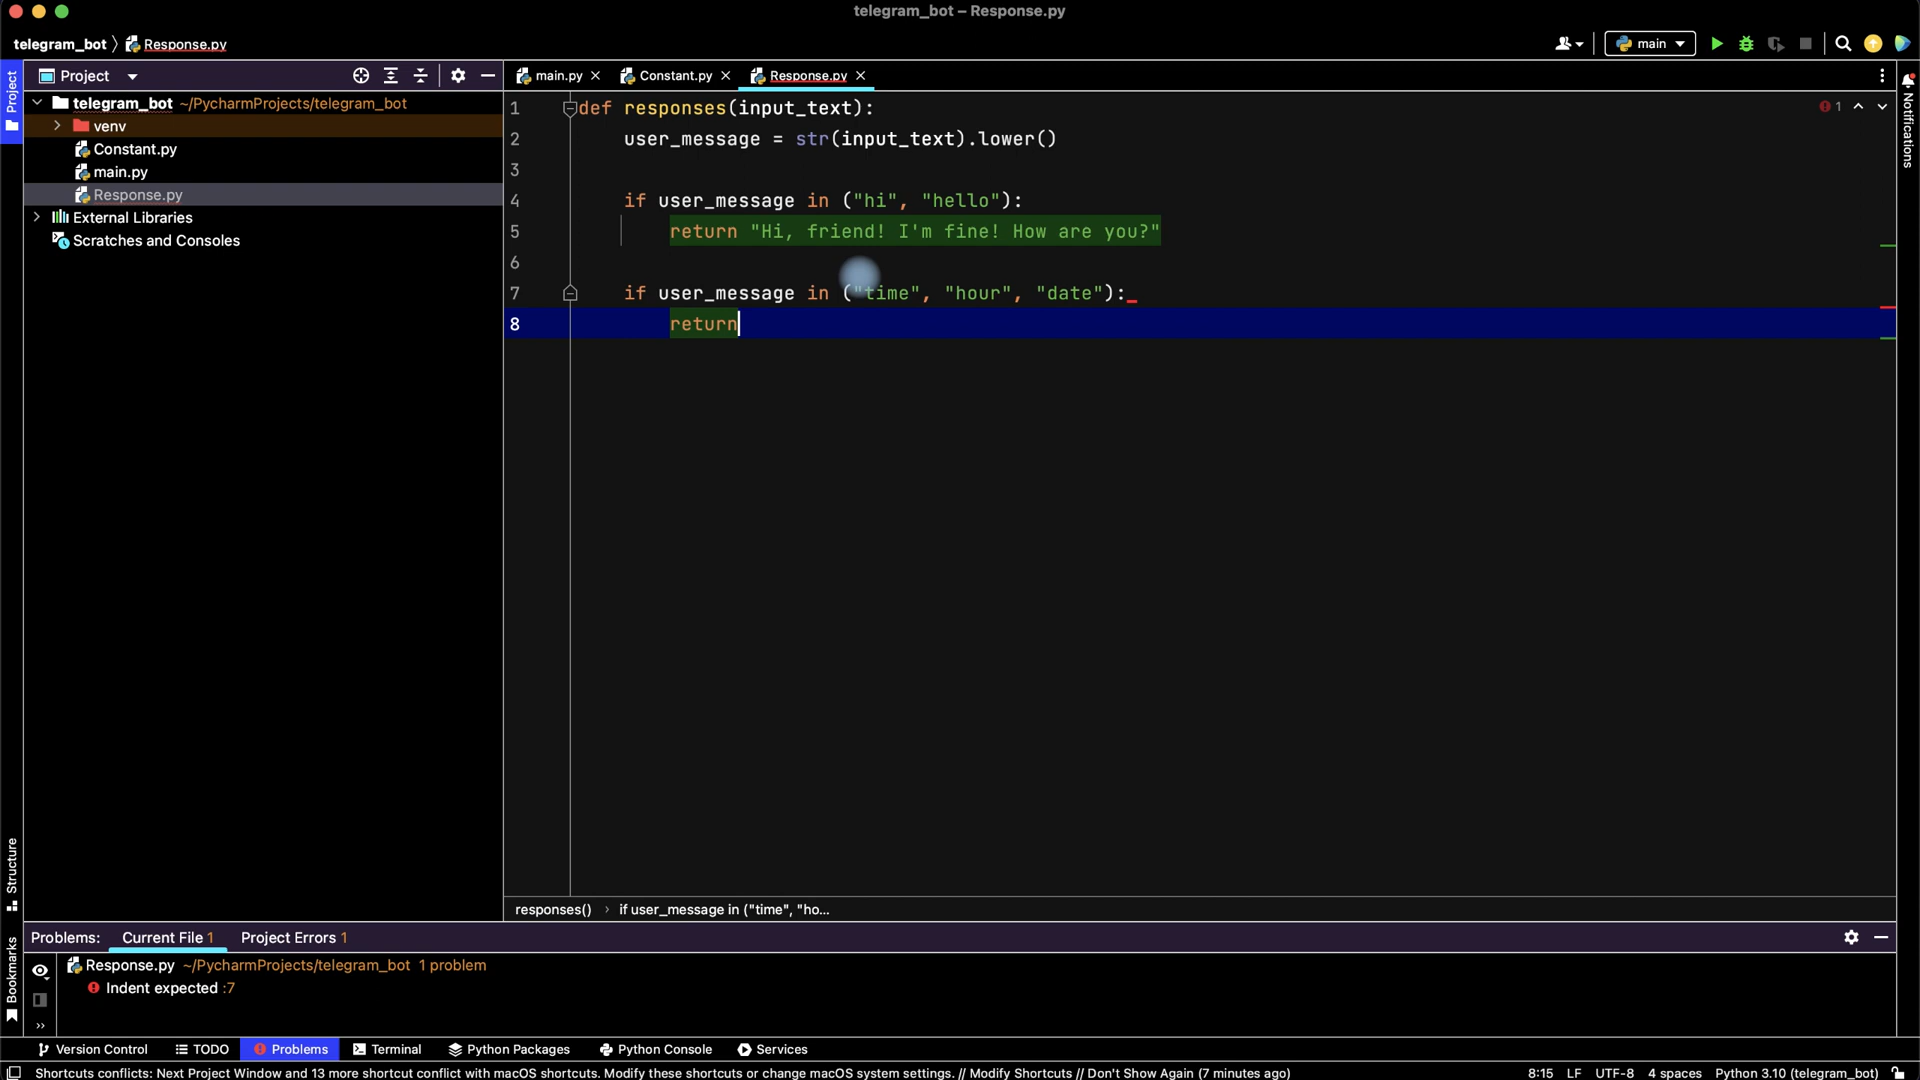 telegram_bot – Response.py
telegram_bot
Response.py
main
Project
Project
main.py
Constant.py
Response.py
Notifications
telegram_bot ~/PycharmProjects/telegram_bot
venv
Constant.py
main.py
Response.py
External Libraries
Scratches and Consoles
1 def responses(input_text):
2 user_message = str(input_text).lower()
3
4 if user_message in ("hi", "hello"):
5 return "Hi, friend! I'm fine! How are you?"
6
7 if user_message in ("time", "hour", "date"):
8 return
1
Structure
Bookmarks
responses() › if user_message in ("time", "ho...
Problems: Current File 1 Project Errors 1
Response.py ~/PycharmProjects/telegram_bot 1 problem
Indent expected :7
Version Control TODO Problems Terminal Python Packages Python Console Services
Shortcuts conflicts: Next Project Window and 13 more shortcut conflict with macOS shortcuts. Modify these shortcuts or change macOS system settings. // Modify Shortcuts // Don't Show Again (7 minutes ago) 8:15 LF UTF-8 4 spaces Python 3.10 (telegram_bot)